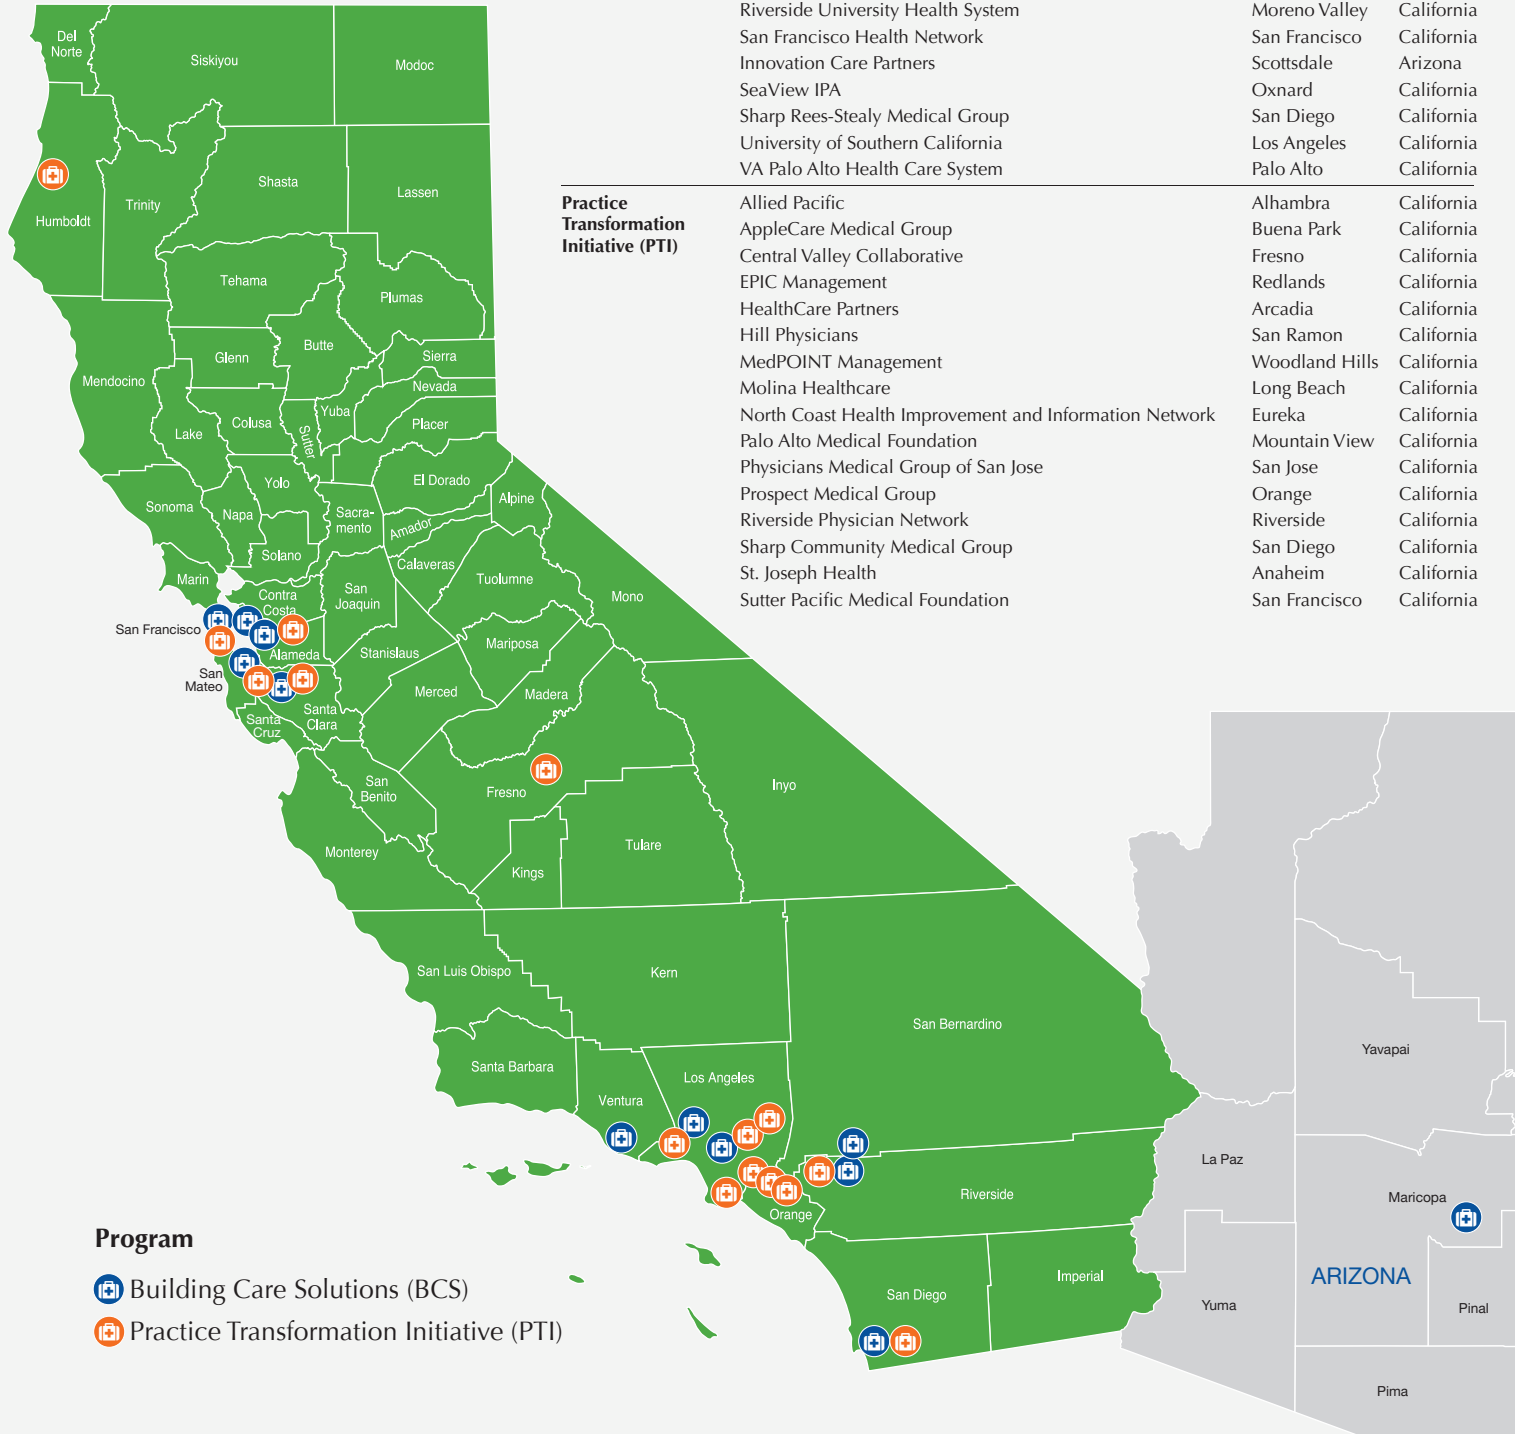 Riverside University Health System Moreno Valley California
San Francisco Health Network San Francisco California
Innovation Care Partners Scottsdale Arizona
SeaView IPA Oxnard California
Sharp Rees-Stealy Medical Group San Diego California
University of Southern California Los Angeles California
VA Palo Alto Health Care System Palo Alto California
Practice
Transformation
Initiative (PTI)
Allied Pacific Alhambra California
AppleCare Medical Group Buena Park California
Central Valley Collaborative Fresno California
EPIC Management Redlands California
HealthCare Partners Arcadia California
Hill Physicians San Ramon California
MedPOINT Management Woodland Hills California
Molina Healthcare Long Beach California
North Coast Health Improvement and Information Network Eureka California
Palo Alto Medical Foundation Mountain View California
Physicians Medical Group of San Jose San Jose California
Prospect Medical Group Orange California
Riverside Physician Network Riverside California
Sharp Community Medical Group San Diego California
St. Joseph Health Anaheim California
Sutter Pacific Medical Foundation San Francisco California
Del
Norte
Siskiyou
Modoc
Humboldt
Trinity
Shasta
Lassen
Tehama
Plumas
Mendocino
Glenn
Butte
Sierra
Nevada
Yuba
Placer
Lake
Colusa
Sutter
El Dorado
Yolo
Alpine
Sonoma
Napa
Sacra-
mento
Amador
Solano
Calaveras
Marin
Contra
Costa
San
Joaquin
Tuolumne
Mono
San Francisco
Alameda
Stanislaus
Mariposa
San
Mateo
Merced
Madera
Santa
Cruz
Santa
Clara
San
Benito
Fresno
Inyo
Monterey
Kings
Tulare
San Luis Obispo
Kern
San Bernardino
Santa Barbara
Ventura
Los Angeles
Orange
Riverside
San Diego
Imperial
Yavapai
La Paz
Maricopa
ARIZONA
Yuma
Pinal
Pima
Program
Building Care Solutions (BCS)
Practice Transformation Initiative (PTI)